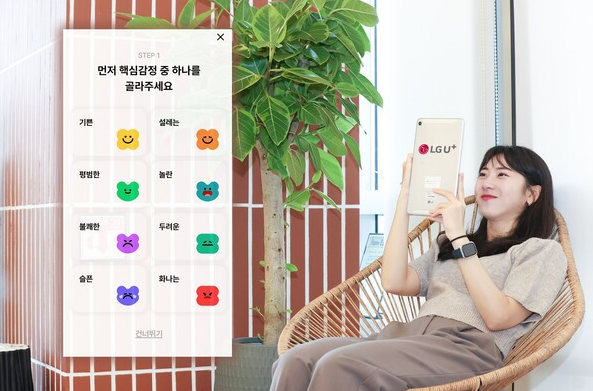 STEP 1
먼저 핵심감정 중 하나를
골라주세요
기쁜
설레는
평범한
놀란
불쾌한
두려운
슬픈
화나는
건너뛰기
LG U+